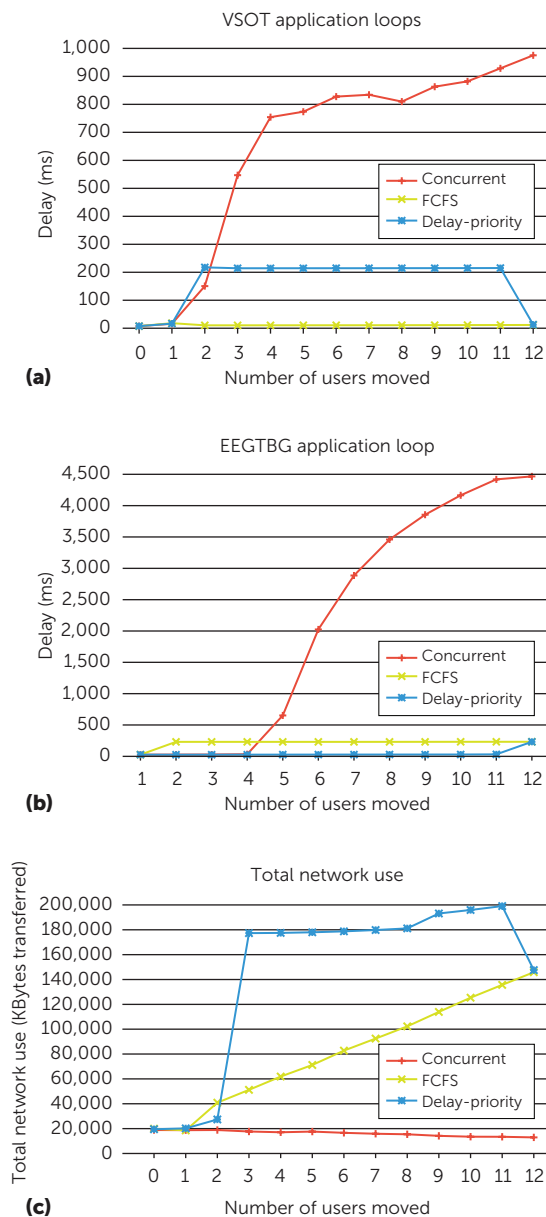 VSOT application loops
1,000
900
800
700
600
500
400
300
200
100
0
Delay (ms)
Concurrent
FCFS
Delay-priority
0 1 2 3 4 5 6 7 8 9 10 11 12
(a)
Number of users moved
EEGTBG application loop
4,500
4,000
3,500
3,000
2,500
2,000
1,500
1,000
500
0
Delay (ms)
Concurrent
FCFS
Delay-priority
1 2 3 4 5 6 7 8 9 10 11 12
(b)
Number of users moved
Total network use
200,000
180,000
160,000
140,000
120,000
100,000
80,000
60,000
40,000
20,000
0
Total network use (KBytes transferred)
Concurrent
FCFS
Delay-priority
0 1 2 3 4 5 6 7 8 9 10 11 12
(c)
Number of users moved